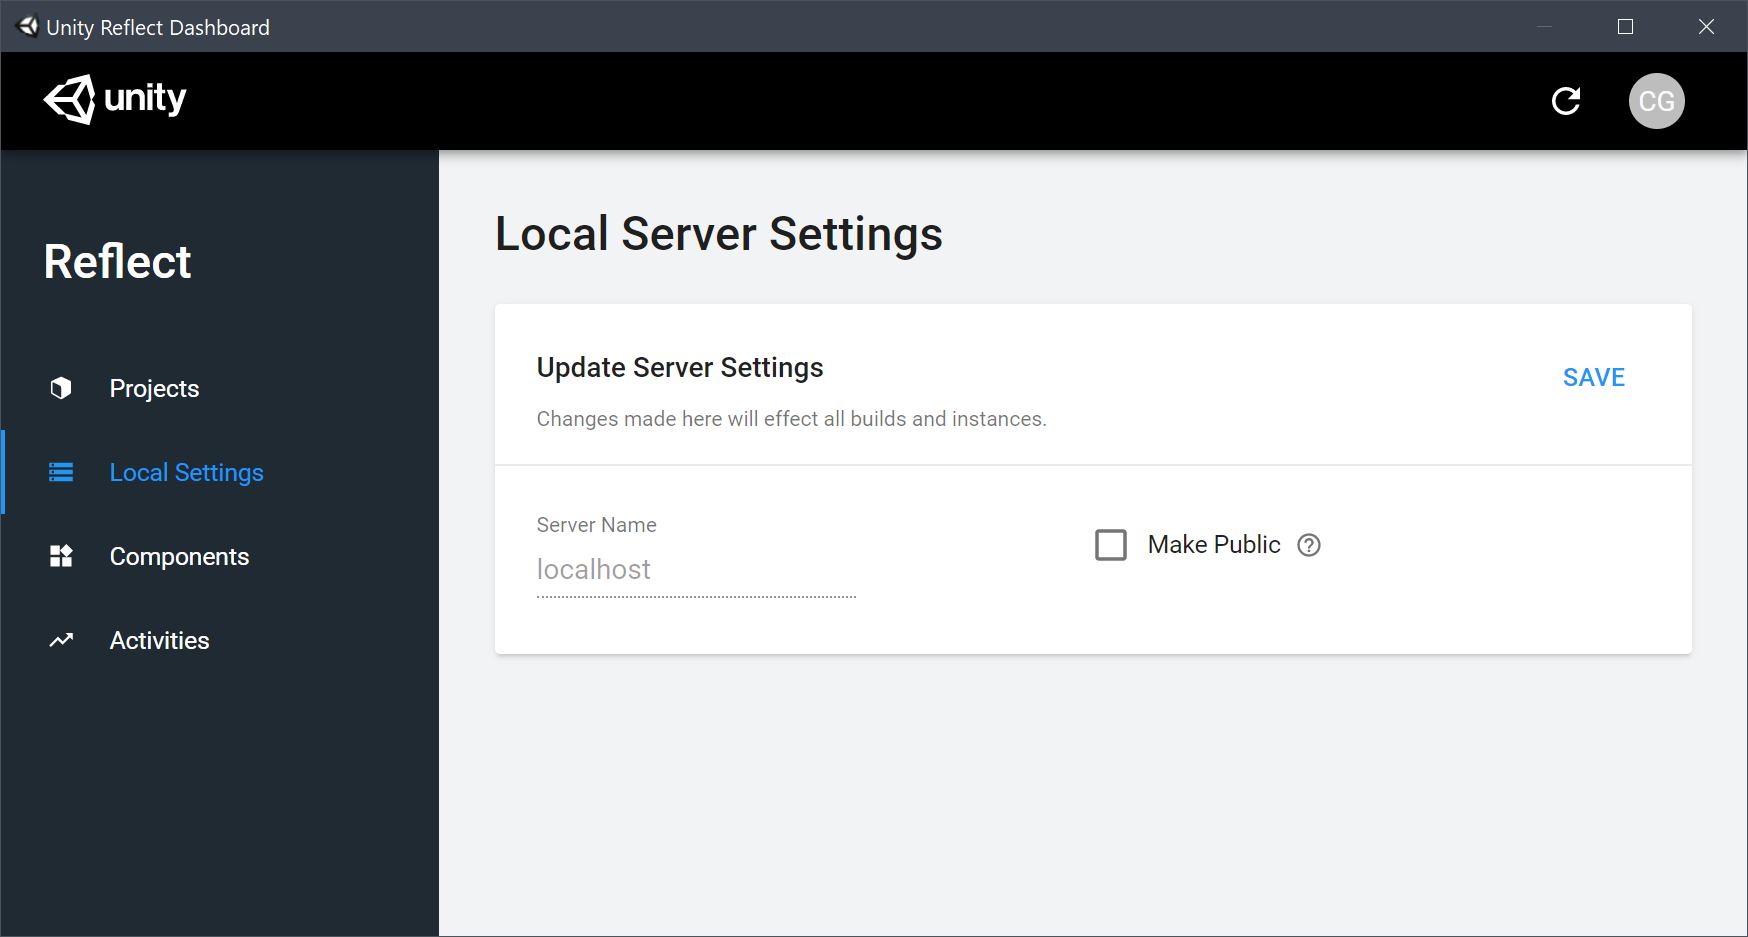 Unity Reflect Dashboard
unity
CG
Reflect
Projects
Local Settings
Components
Activities
Local Server Settings
Update Server Settings
SAVE
Changes made here will effect all builds and instances.
Server Name
localhost
Make Public ?